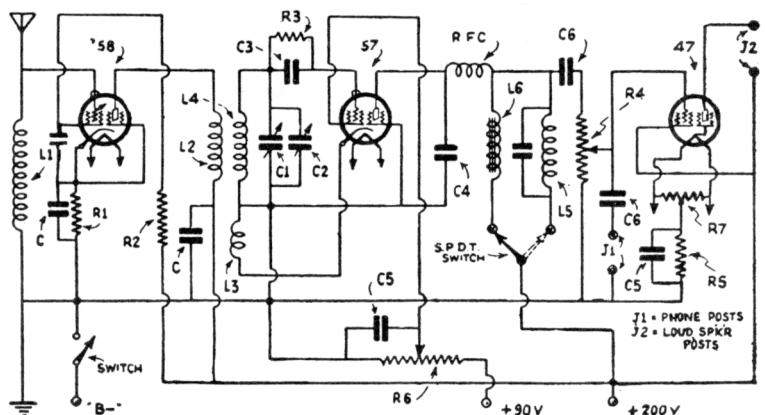 '58
R3
C3
57
RFC
C6
47
J2
L4
L6
R4
L1
L2
C1
C2
C4
L5
C
R1
R2
C
L3
S.P.D.T.
SWITCH
C6
J1
R7
C5
C5
R5
SWITCH
R6
J1 = PHONE POSTS
J2 = LOUD SPKR
POSTS
"B-"
+90V
+200V